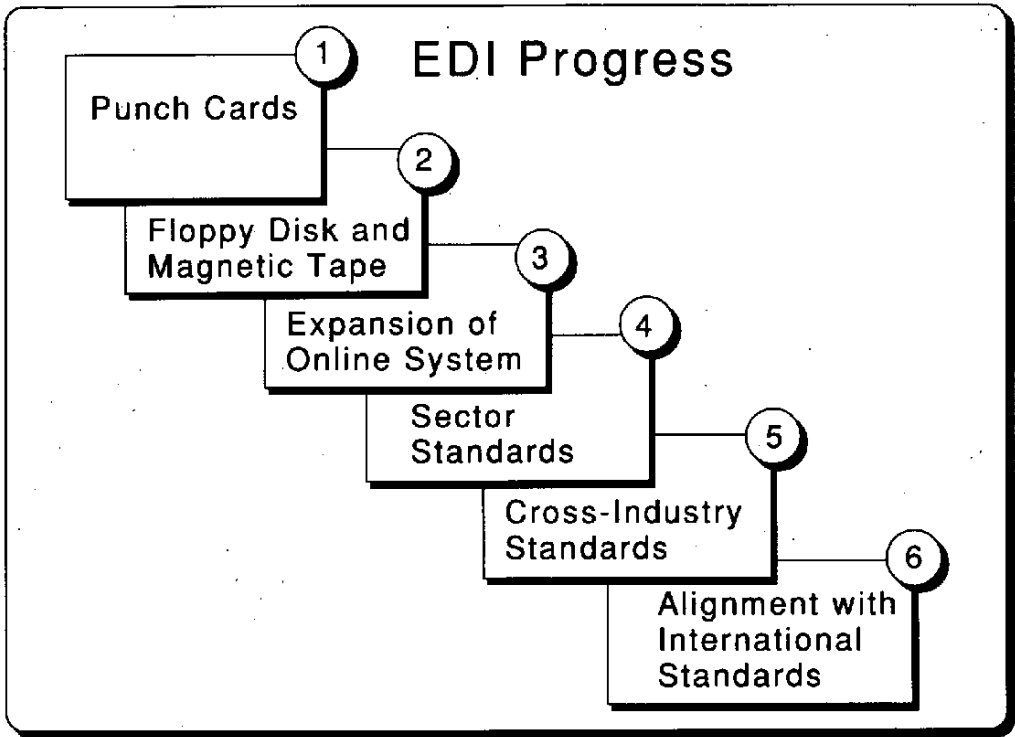 EDI Progress
1
Punch Cards
2
Floppy Disk and
Magnetic Tape
3
Expansion of
Online System
4
Sector
Standards
5
Cross-Industry
Standards
6
Alignment with
International
Standards